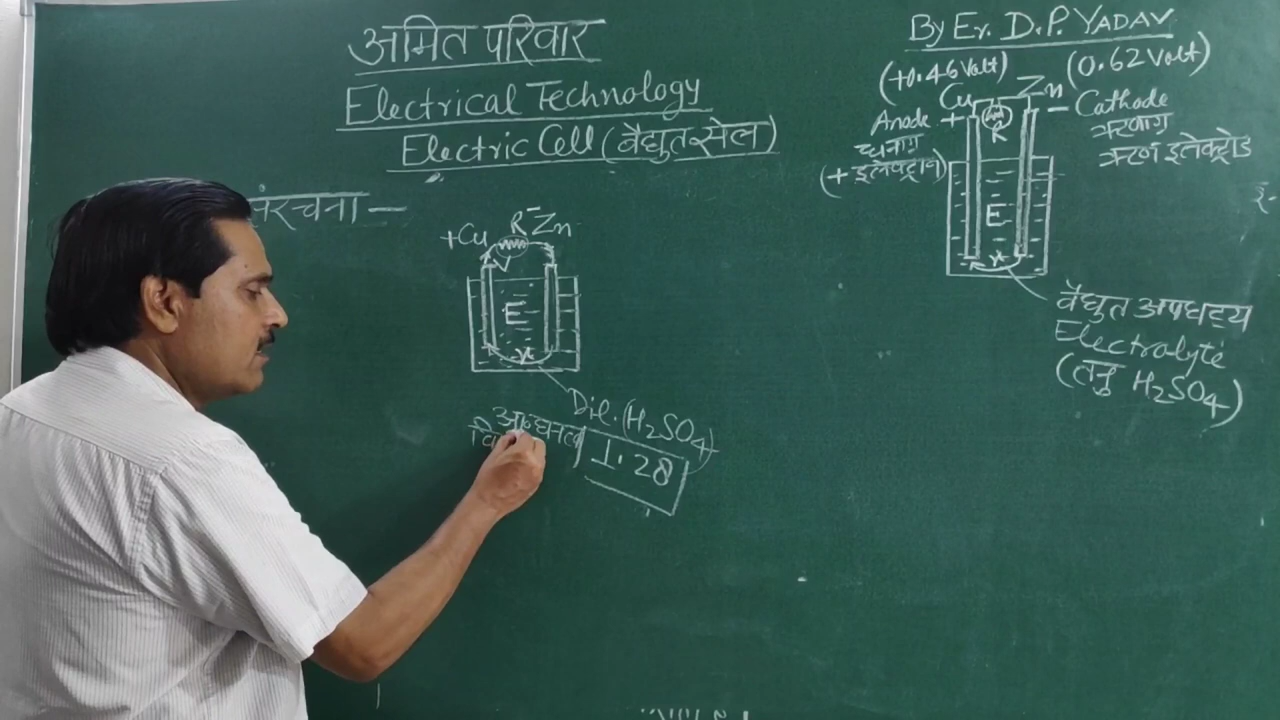 अमित परिवार
Electrical Technology
Electric Cell (वैद्युत सेल)
By Er. D.P. YADAV
(+0.46 Volt)
(0.62 Volt)
Cu
Zn
Anode +
- Cathode
R
ऋणाग्र
ऋण इलेक्ट्रोड
E
वैद्युत अपघट्य
Electrolyte
(तनु H₂SO₄)
संरचना -
+Cu
R
-Zn
E
Dil. (H₂SO₄)
1.28